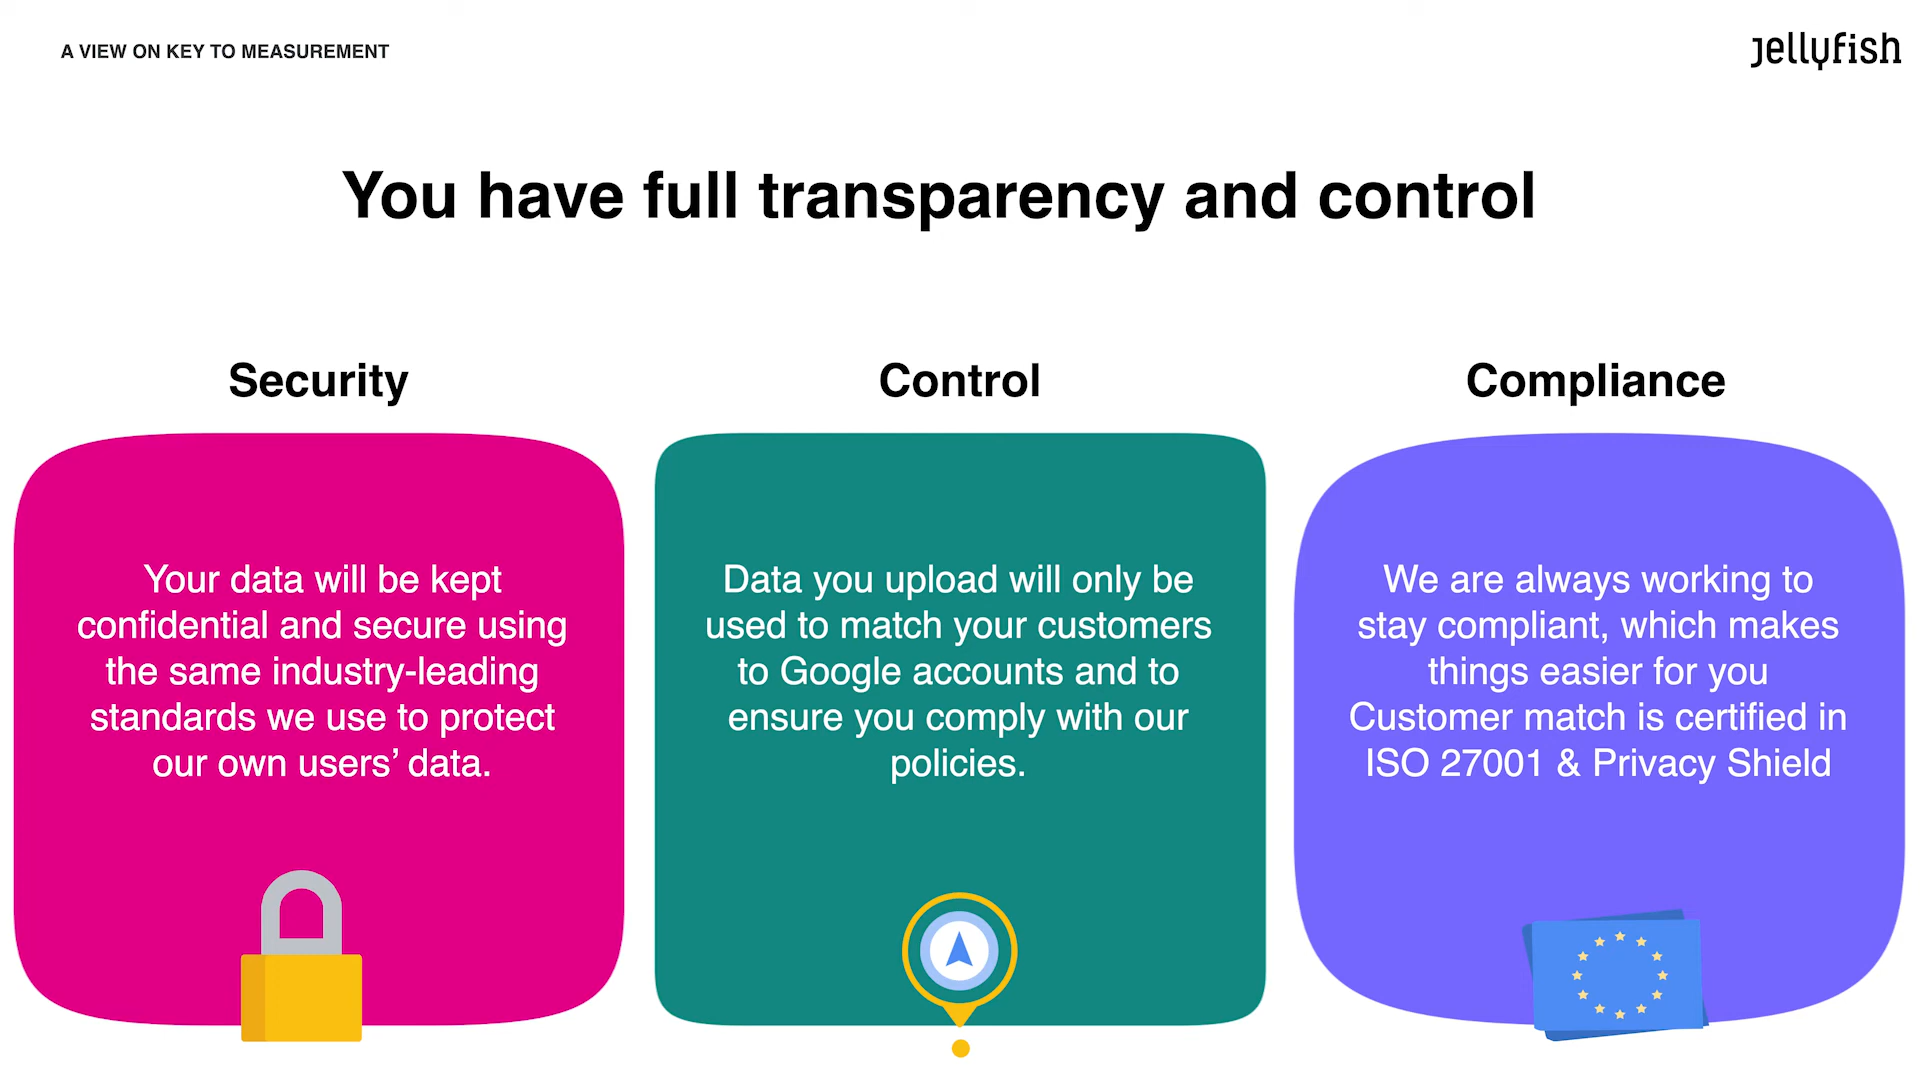 A VIEW ON KEY TO MEASUREMENT
Jellyfish
You have full transparency and control
Security
Your data will be kept
confidential and secure using
the same industry-leading
standards we use to protect
our own users’ data.
Control
Data you upload will only be
used to match your customers
to Google accounts and to
ensure you comply with our
policies.
Compliance
We are always working to
stay compliant, which makes
things easier for you
Customer match is certified in
ISO 27001 & Privacy Shield